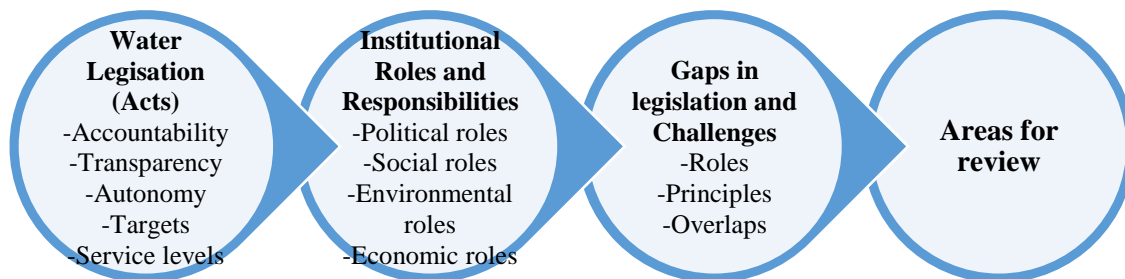 Water
Legisation
(Acts)
-Accountability
-Transparency
-Autonomy
-Targets
-Service levels
Institutional
Roles and
Responsibilities
-Political roles
-Social roles
-Environmental
roles
-Economic roles
Gaps in
legislation and
Challenges
-Roles
-Principles
-Overlaps
Areas for
review